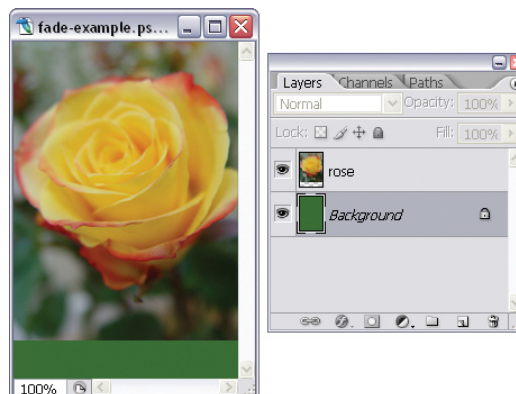 fade-example.ps...
100%
Layers Channels Paths
Normal Opacity: 100%
Lock: Fill: 100%
rose
Background